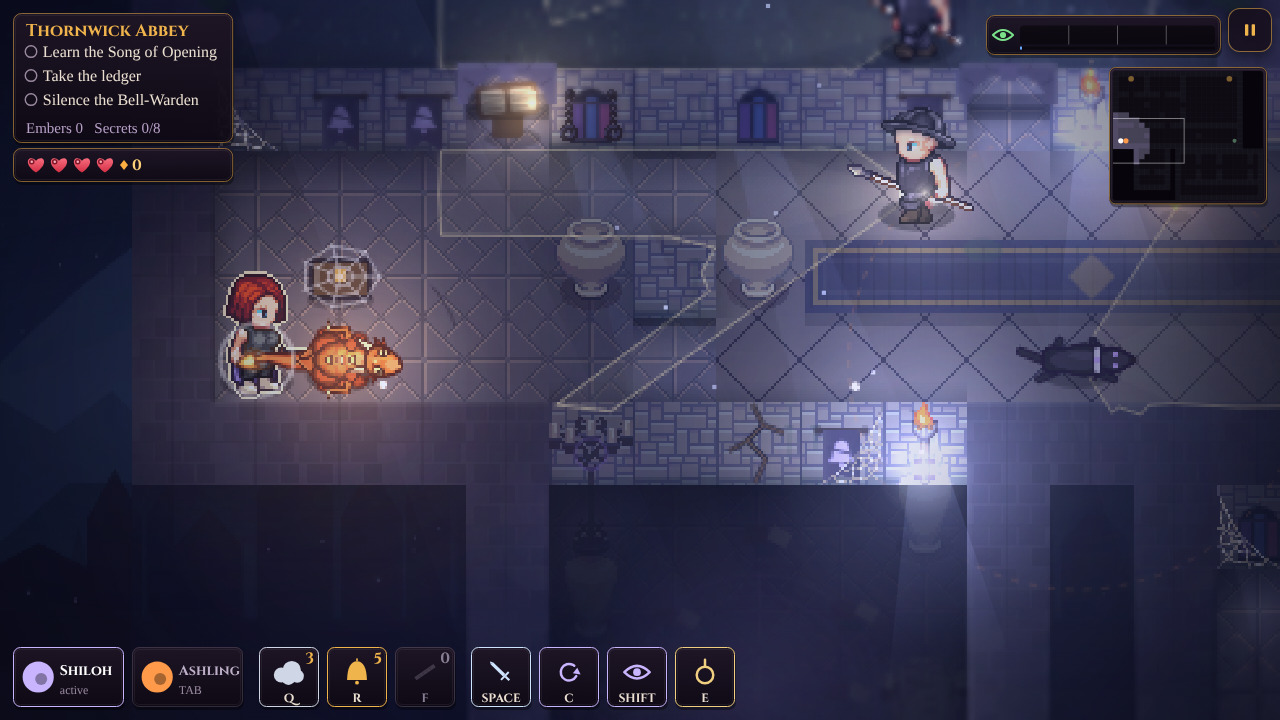 Thornwick Abbey
Learn the Song of Opening
Take the ledger
Silence the Bell-Warden
Embers 0 Secrets 0/8
0
Shiloh
active
Ashling
TAB
3
Q
5
R
0
F
SPACE
C
SHIFT
E